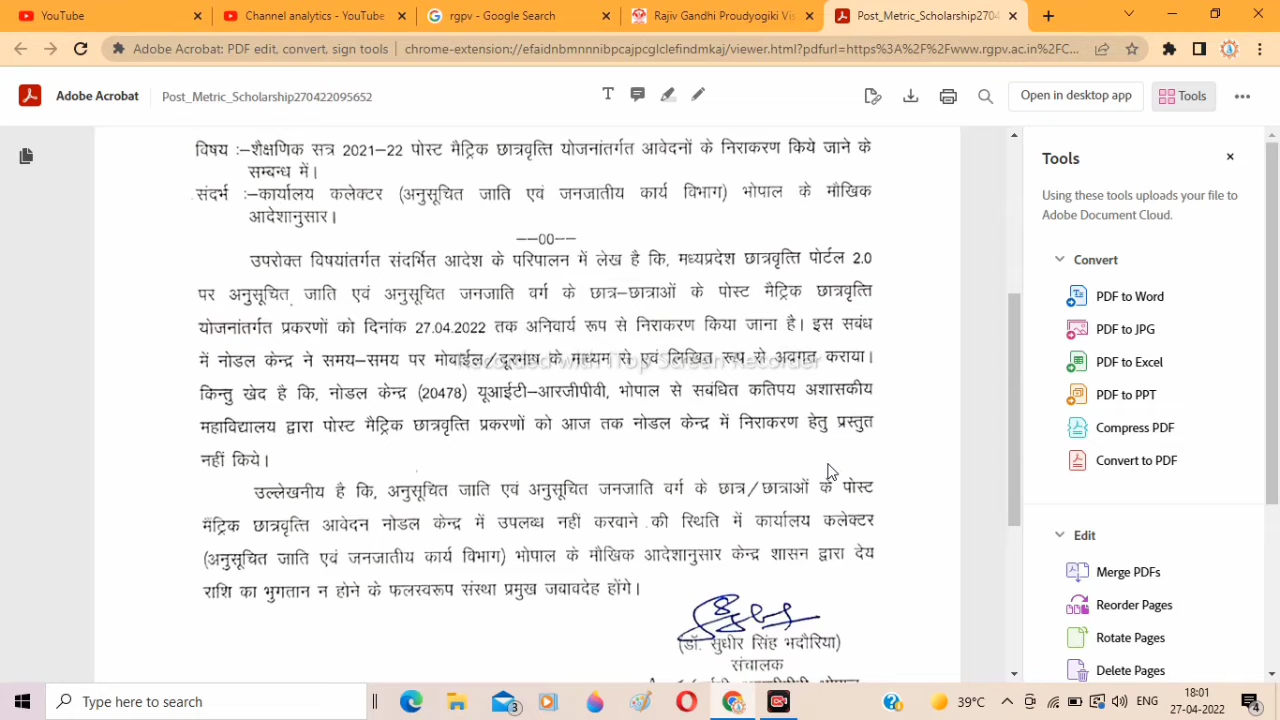 YouTube
Channel analytics - YouTube
rgpv - Google Search
Rajiv Gandhi Proudyogiki Vis
Post_Metric_Scholarship2704
Adobe Acrobat: PDF edit, convert, sign tools | chrome-extension://efaidnbmnnnibpcajpcglclefindmkaj/viewer.html?pdfurl=https%3A%2F%2Fwww.rgpv.ac.in%2FC...
Adobe Acrobat
Post_Metric_Scholarship270422095652
Open in desktop app
Tools
विषय :–शैक्षणिक सत्र 2021–22 पोस्ट मैट्रिक छात्रवृत्ति योजनांतर्गत आवेदनों के निराकरण किये जाने के
सम्बन्ध में।
संदर्भ :–कार्यालय कलेक्टर (अनुसूचित जाति एवं जनजातीय कार्य विभाग) भोपाल के मौखिक
आदेशानुसार।
––00––
उपरोक्त विषयांतर्गत संदर्भित आदेश के परिपालन में लेख है कि, मध्यप्रदेश छात्रवृत्ति पोर्टल 2.0
पर अनुसूचित जाति एवं अनुसूचित जनजाति वर्ग के छात्र–छात्राओं के पोस्ट मैट्रिक छात्रवृत्ति
योजनांतर्गत प्रकरणों को दिनांक 27.04.2022 तक अनिवार्य रूप से निराकरण किया जाना है। इस सबंध
में नोडल केन्द्र ने समय–समय पर मोबाईल/दूरभाष के माध्यम से एवं लिखित रूप से अवगत कराया।
Recorded with iTop Screen Recorder
किन्तु खेद है कि, नोडल केन्द्र (20478) यूआईटी–आरजीपीवी, भोपाल से सबंधित कतिपय अशासकीय
महाविद्यालय द्वारा पोस्ट मैट्रिक छात्रवृत्ति प्रकरणों को आज तक नोडल केन्द्र में निराकरण हेतु प्रस्तुत
नहीं किये।
उल्लेखनीय है कि, अनुसूचित जाति एवं अनुसूचित जनजाति वर्ग के छात्र/छात्राओं के पोस्ट
मैट्रिक छात्रवृत्ति आवेदन नोडल केन्द्र में उपलब्ध नहीं करवाने की स्थिति में कार्यालय कलेक्टर
(अनुसूचित जाति एवं जनजातीय कार्य विभाग) भोपाल के मौखिक आदेशानुसार केन्द्र शासन द्वारा देय
राशि का भुगतान न होने के फलस्वरूप संस्था प्रमुख जवाबदेह होंगे।
(डॉ. सुधीर सिंह भदौरिया)
संचालक
Tools
Using these tools uploads your file to
Adobe Document Cloud.
Convert
PDF to Word
PDF to JPG
PDF to Excel
PDF to PPT
Compress PDF
Convert to PDF
Edit
Merge PDFs
Reorder Pages
Rotate Pages
Delete Pages
Type here to search
3
39°C
ENG
18:01
27-04-2022
4